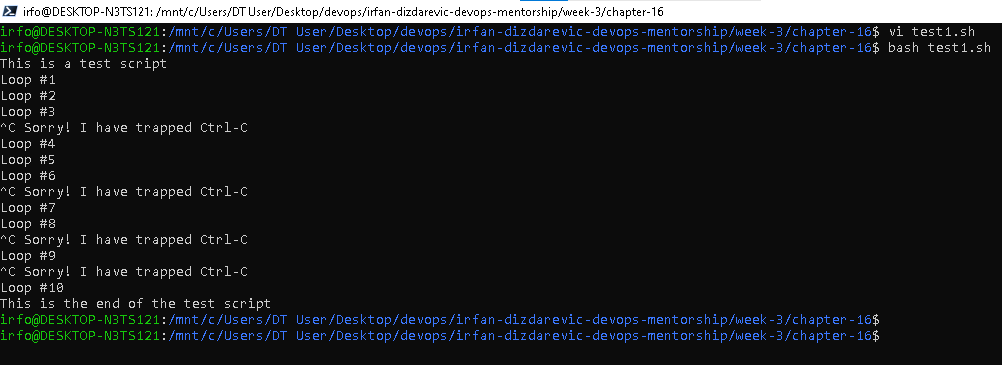 irfo@DESKTOP-N3TS121: /mnt/c/Users/DT User/Desktop/devops/irfan-dizdarevic-devops-mentorship/week-3/chapter-16
irfo@DESKTOP-N3TS121:/mnt/c/Users/DT User/Desktop/devops/irfan-dizdarevic-devops-mentorship/week-3/chapter-16$ vi test1.sh
irfo@DESKTOP-N3TS121:/mnt/c/Users/DT User/Desktop/devops/irfan-dizdarevic-devops-mentorship/week-3/chapter-16$ bash test1.sh
This is a test script
Loop #1
Loop #2
Loop #3
^C Sorry! I have trapped Ctrl-C
Loop #4
Loop #5
Loop #6
^C Sorry! I have trapped Ctrl-C
Loop #7
Loop #8
^C Sorry! I have trapped Ctrl-C
Loop #9
^C Sorry! I have trapped Ctrl-C
Loop #10
This is the end of the test script
irfo@DESKTOP-N3TS121:/mnt/c/Users/DT User/Desktop/devops/irfan-dizdarevic-devops-mentorship/week-3/chapter-16$
irfo@DESKTOP-N3TS121:/mnt/c/Users/DT User/Desktop/devops/irfan-dizdarevic-devops-mentorship/week-3/chapter-16$